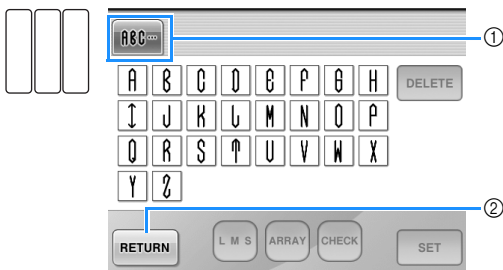 ABC... ①
A B C D E F G H DELETE
I J K L M N O P
Q R S T U V W X
Y Z
②
RETURN L M S ARRAY CHECK SET